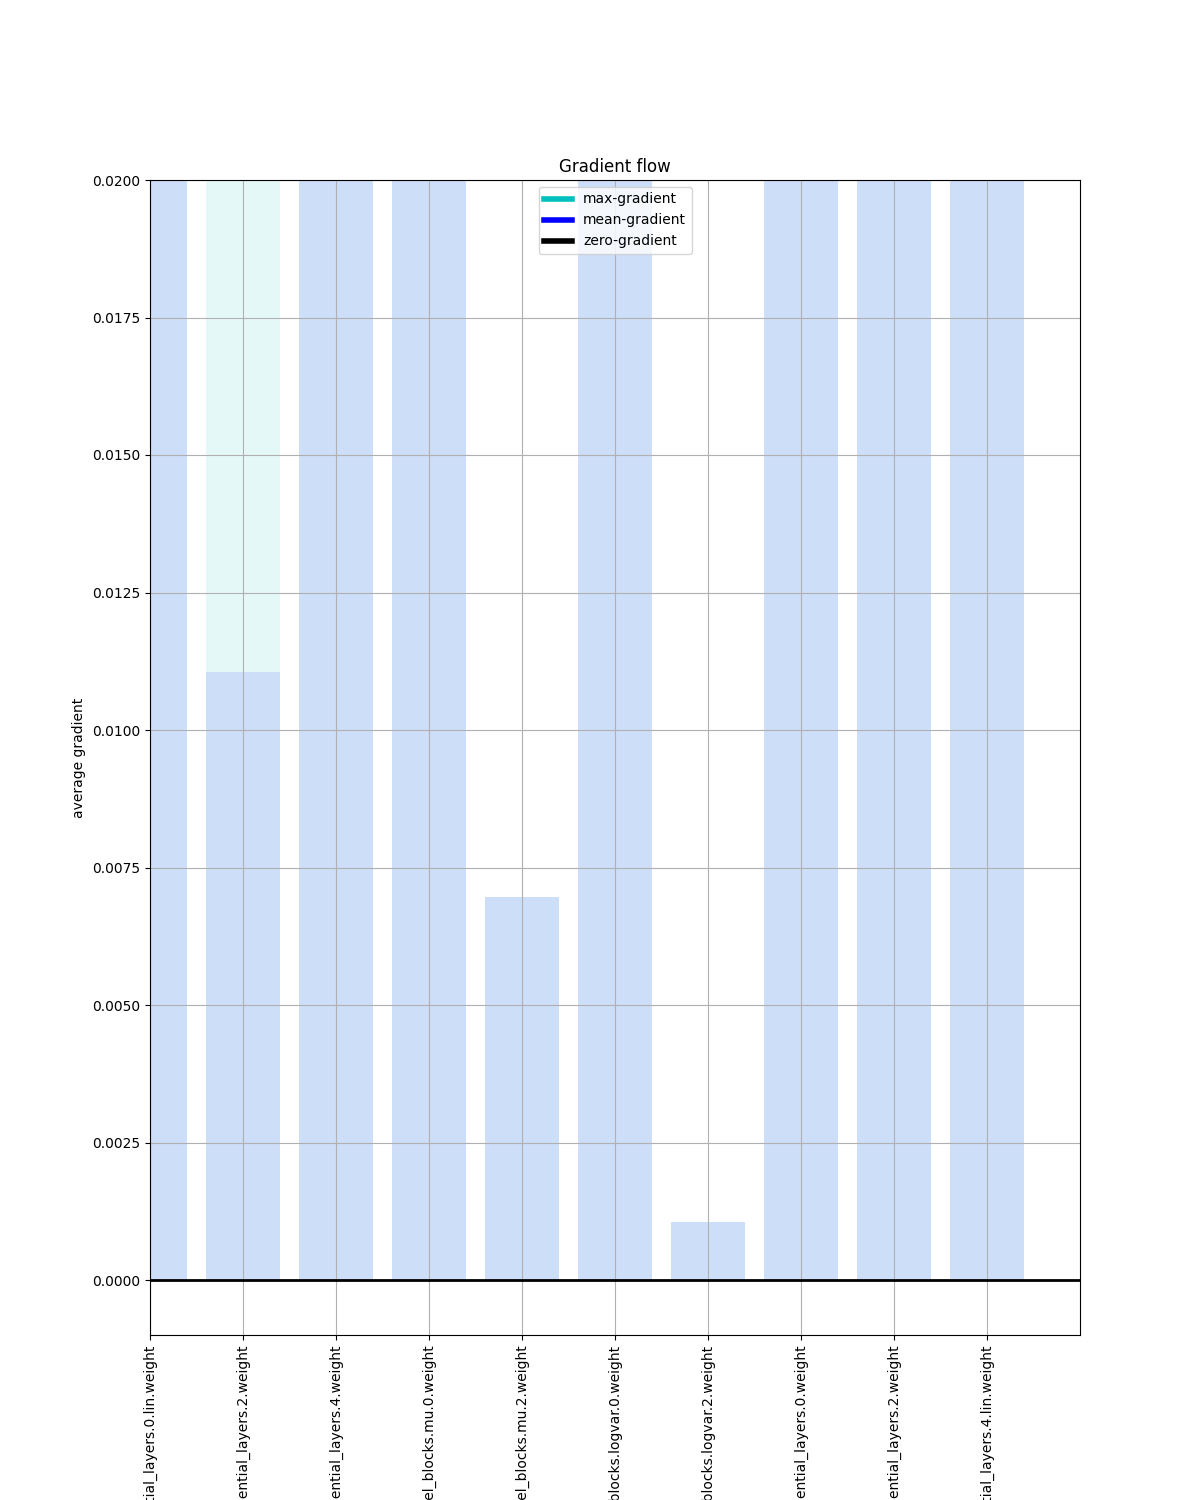 Gradient flow
max-gradient
mean-gradient
zero-gradient
0.0200
0.0175
0.0150
0.0125
0.0100
0.0075
0.0050
0.0025
0.0000
average gradient
tial_layers.0.lin.weight
ential_layers.2.weight
ential_layers.4.weight
el_blocks.mu.0.weight
el_blocks.mu.2.weight
blocks.logvar.0.weight
blocks.logvar.2.weight
ential_layers.0.weight
ential_layers.2.weight
tial_layers.4.lin.weight